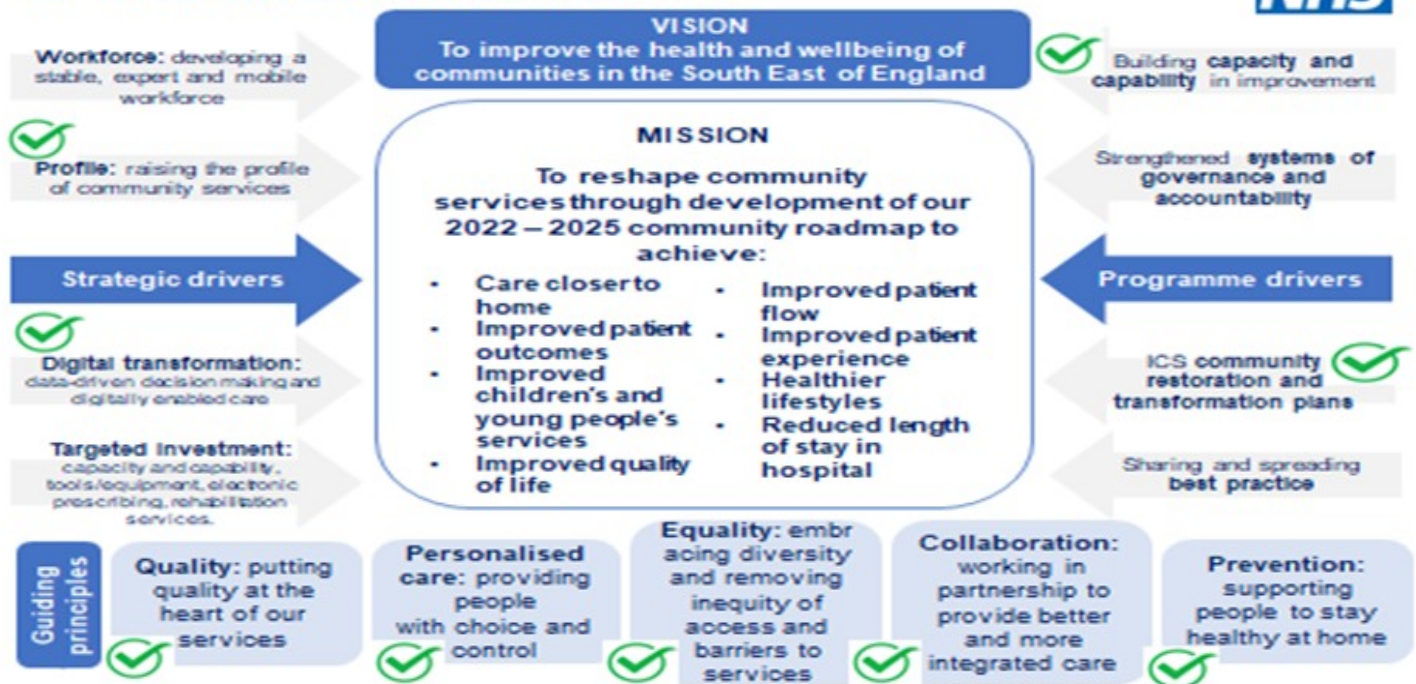 NHS
VISION
To improve the health and wellbeing of
communities in the South East of England
Workforce: developing a
stable, expert and mobile
workforce
Profile: raising the profile
of community services
Strategic drivers
Digital transformation:
data-driven decision making and
digitally enabled care
Targeted investment:
capacity and capability,
tools/equipment, electronic
prescribing, rehabilitation
services.
MISSION
To reshape community
services through development of our
2022 – 2025 community roadmap to
achieve:
• Care closer to
home
• Improved patient
outcomes
• Improved
children's and
young people's
services
• Improved quality
of life
• Improved patient
flow
• Improved patient
experience
• Healthier
lifestyles
• Reduced length
of stay in
hospital
Building capacity and
capability in improvement
Strengthened systems of
governance and
accountability
Programme drivers
ICS community
restoration and
transformation plans
Sharing and spreading
best practice
Guiding
principles
Quality: putting
quality at the
heart of our
services
Personalised
care: providing
people
with choice and
control
Equality: embr
acing diversity
and removing
inequity of
access and
barriers to
services
Collaboration:
working in
partnership to
provide better
and more
integrated care
Prevention:
supporting
people to stay
healthy at home